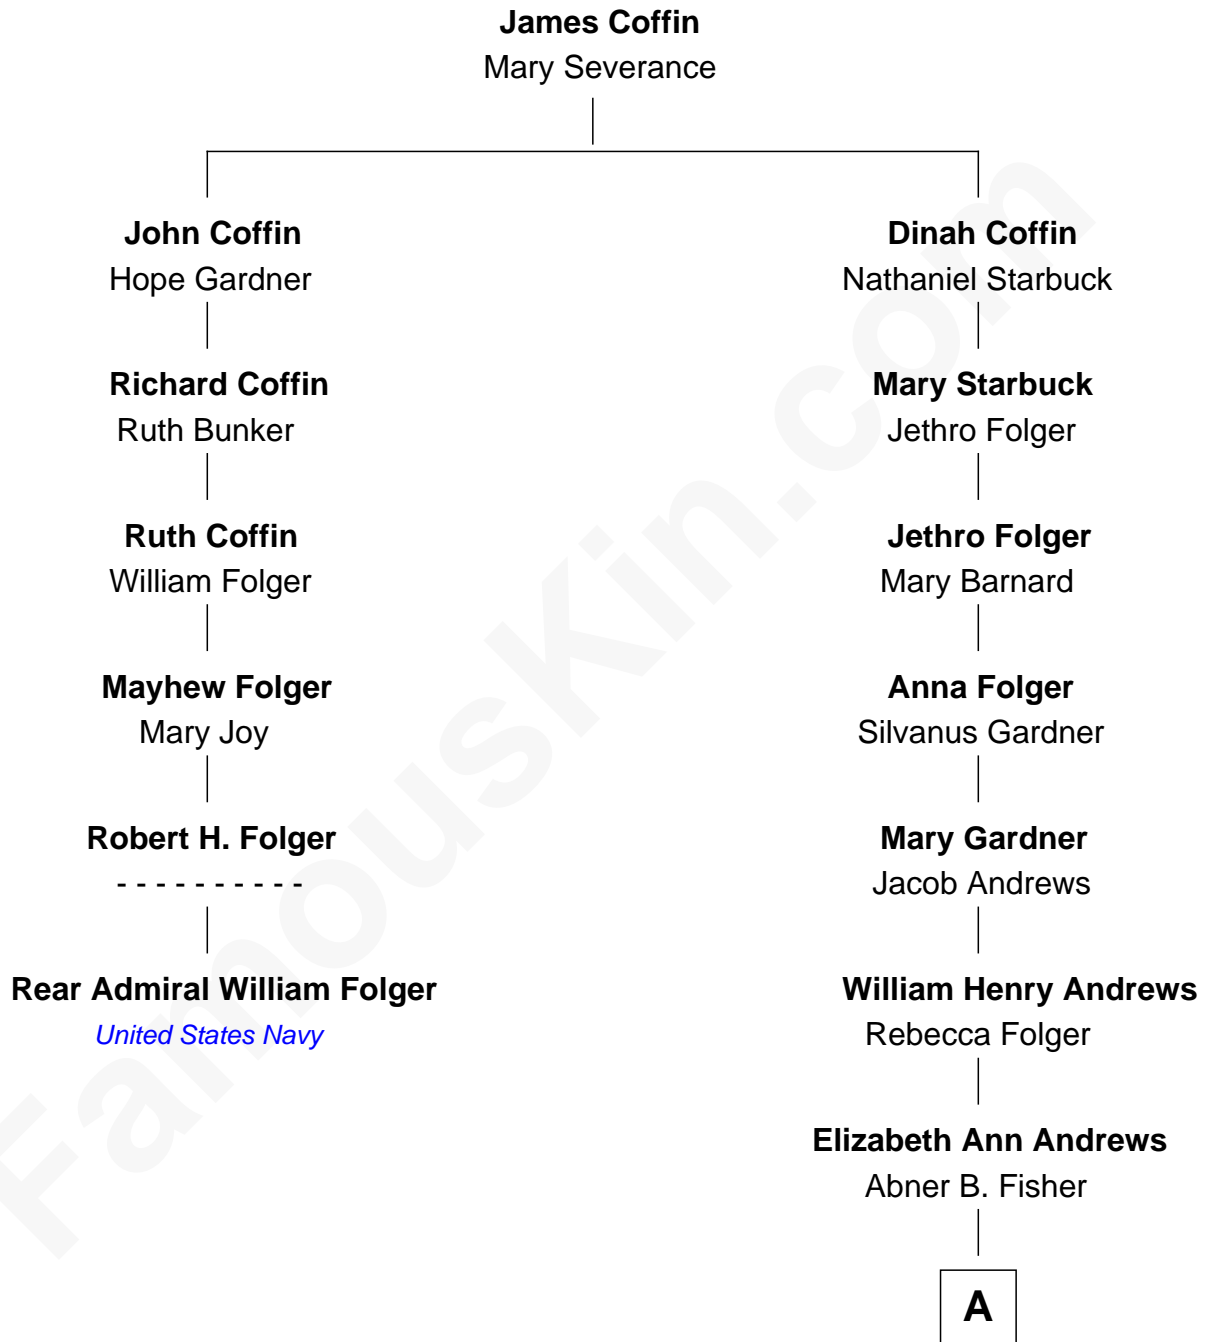 James Coffin
Mary Severance
John Coffin
Hope Gardner
Richard Coffin
Ruth Bunker
Ruth Coffin
William Folger
Mayhew Folger
Mary Joy
Robert H. Folger
- - - - - - - - - -
Rear Admiral William Folger
United States Navy
Dinah Coffin
Nathaniel Starbuck
Mary Starbuck
Jethro Folger
Jethro Folger
Mary Barnard
Anna Folger
Silvanus Gardner
Mary Gardner
Jacob Andrews
William Henry Andrews
Rebecca Folger
Elizabeth Ann Andrews
Abner B. Fisher
A
FamousKin.com